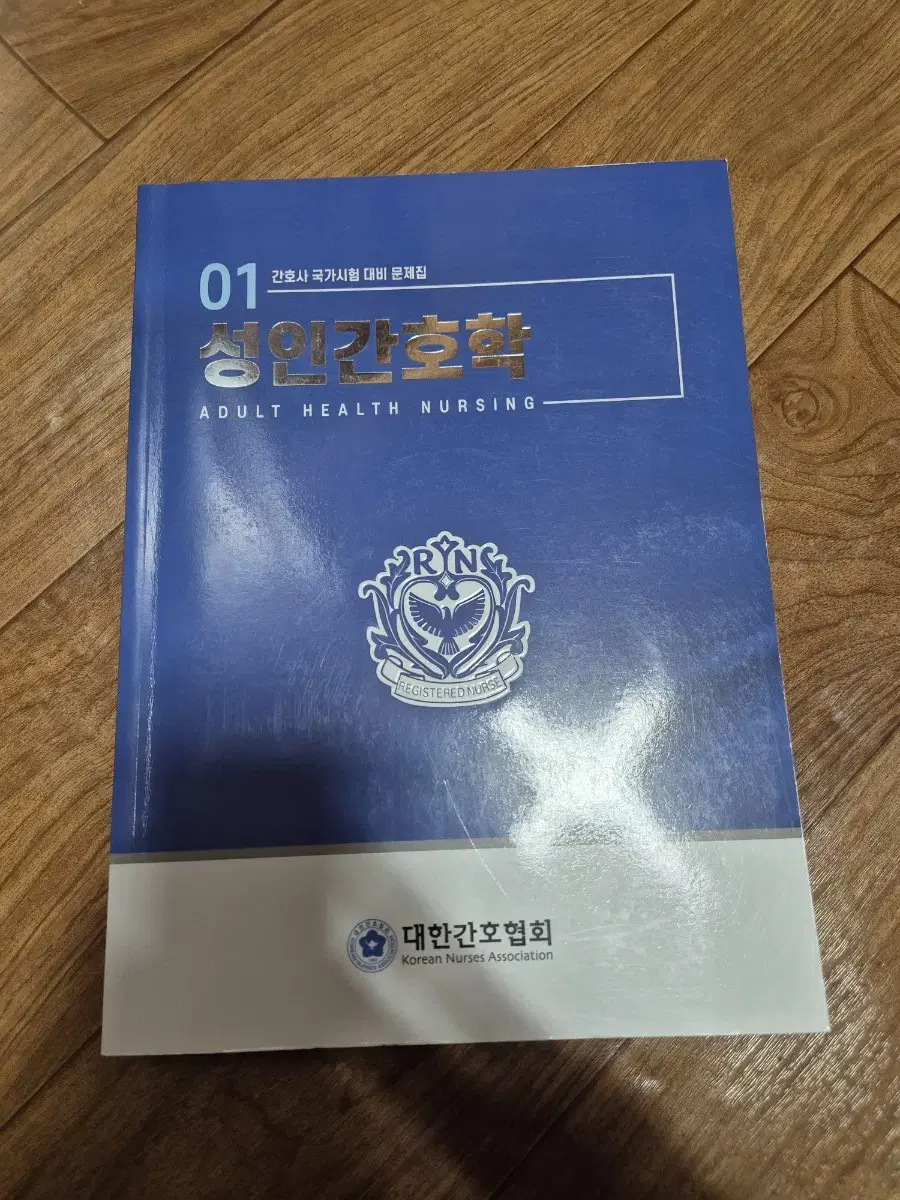 01
간호사 국가시험 대비 문제집
성인간호학
ADULT HEALTH NURSING
RN
REGISTERED NURSE
대한간호협회
Korean Nurses Association